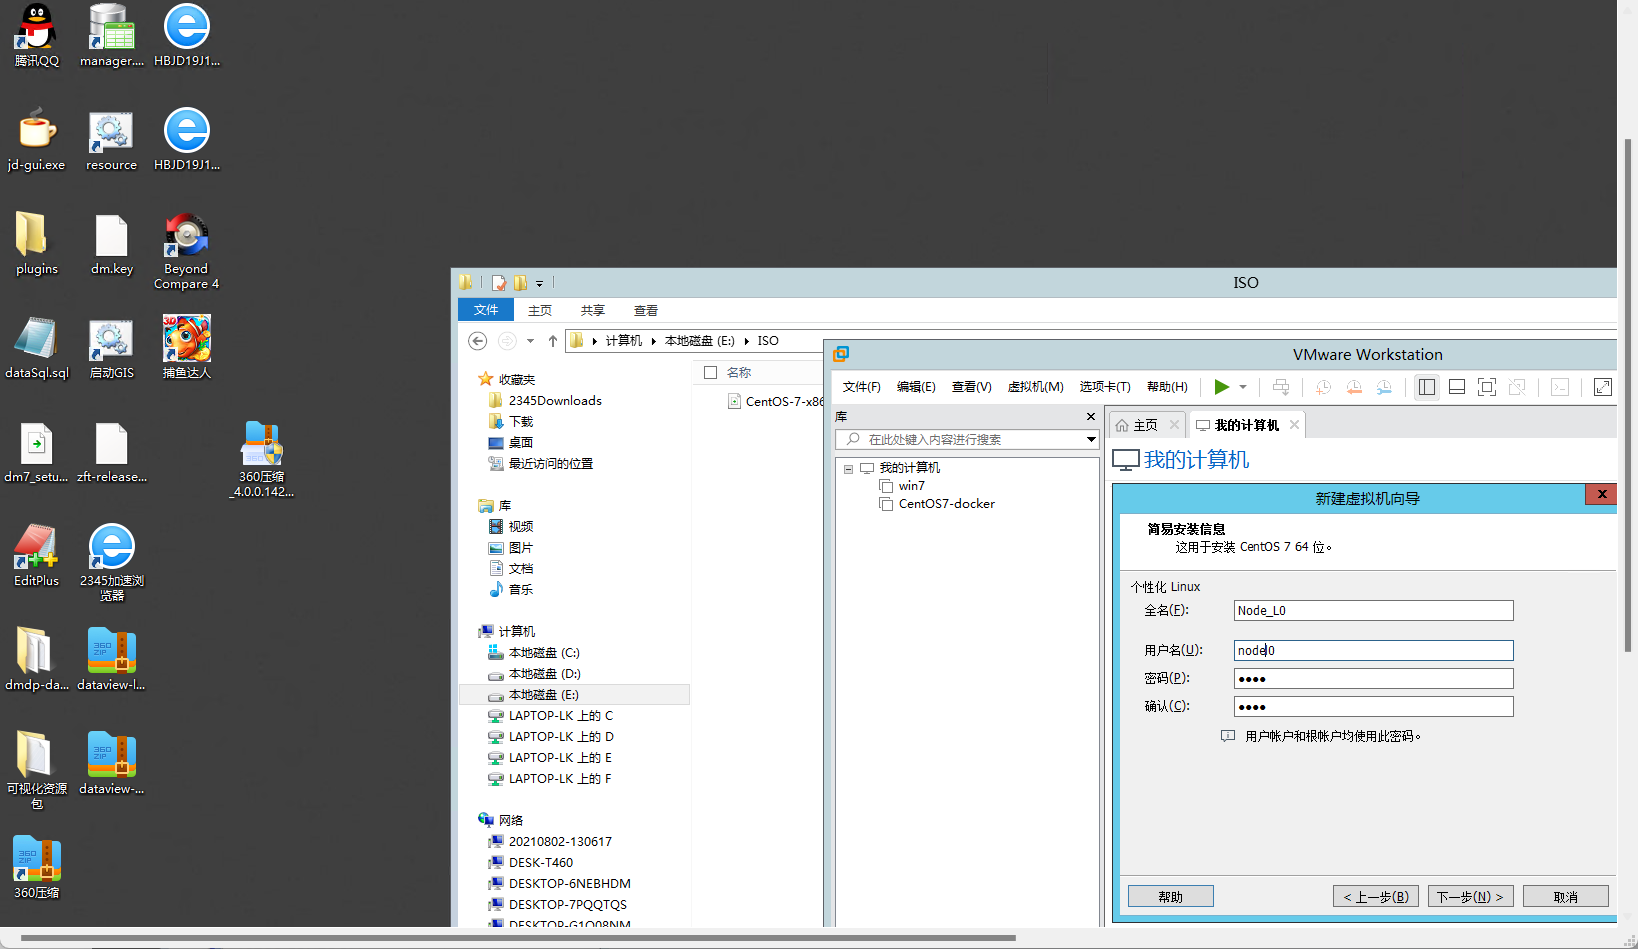 腾讯QQ
manager....
HBJD19J1...
jd-gui.exe
resource
HBJD19J1...
plugins
dm.key
Beyond
Compare 4
dataSql.sql
启动GIS
3D
捕鱼达人
dm7_setu...
zft-release...
360压缩
_4.0.0.142...
EditPlus
2345加速浏
览器
dmdp-da...
360
ZIP
dataview-l...
可视化资源
包
360
ZIP
dataview-...
360
ZIP
360压缩
ISO
文件
主页
共享
查看
计算机
本地磁盘 (E:)
ISO
收藏夹
2345Downloads
下载
桌面
最近访问的位置
库
视频
图片
文档
音乐
计算机
本地磁盘 (C:)
本地磁盘 (D:)
本地磁盘 (E:)
LAPTOP-LK 上的 C
LAPTOP-LK 上的 D
LAPTOP-LK 上的 E
LAPTOP-LK 上的 F
网络
20210802-130617
DESK-T460
DESKTOP-6NEBHDM
DESKTOP-7PQQTQS
DESKTOP-G1O08NM
名称
CentOS-7-x86
VMware Workstation
文件(F)
编辑(E)
查看(V)
虚拟机(M)
选项卡(T)
帮助(H)
库
在此处键入内容进行搜索
我的计算机
win7
CentOS7-docker
主页
我的计算机
我的计算机
新建虚拟机向导
简易安装信息
这用于安装 CentOS 7 64 位。
个性化 Linux
全名(F):
Node_L0
用户名(U):
node0
密码(P):
●●●●
确认(C):
●●●●
用户帐户和根帐户均使用此密码。
帮助
< 上一步(B)
下一步(N) >
取消